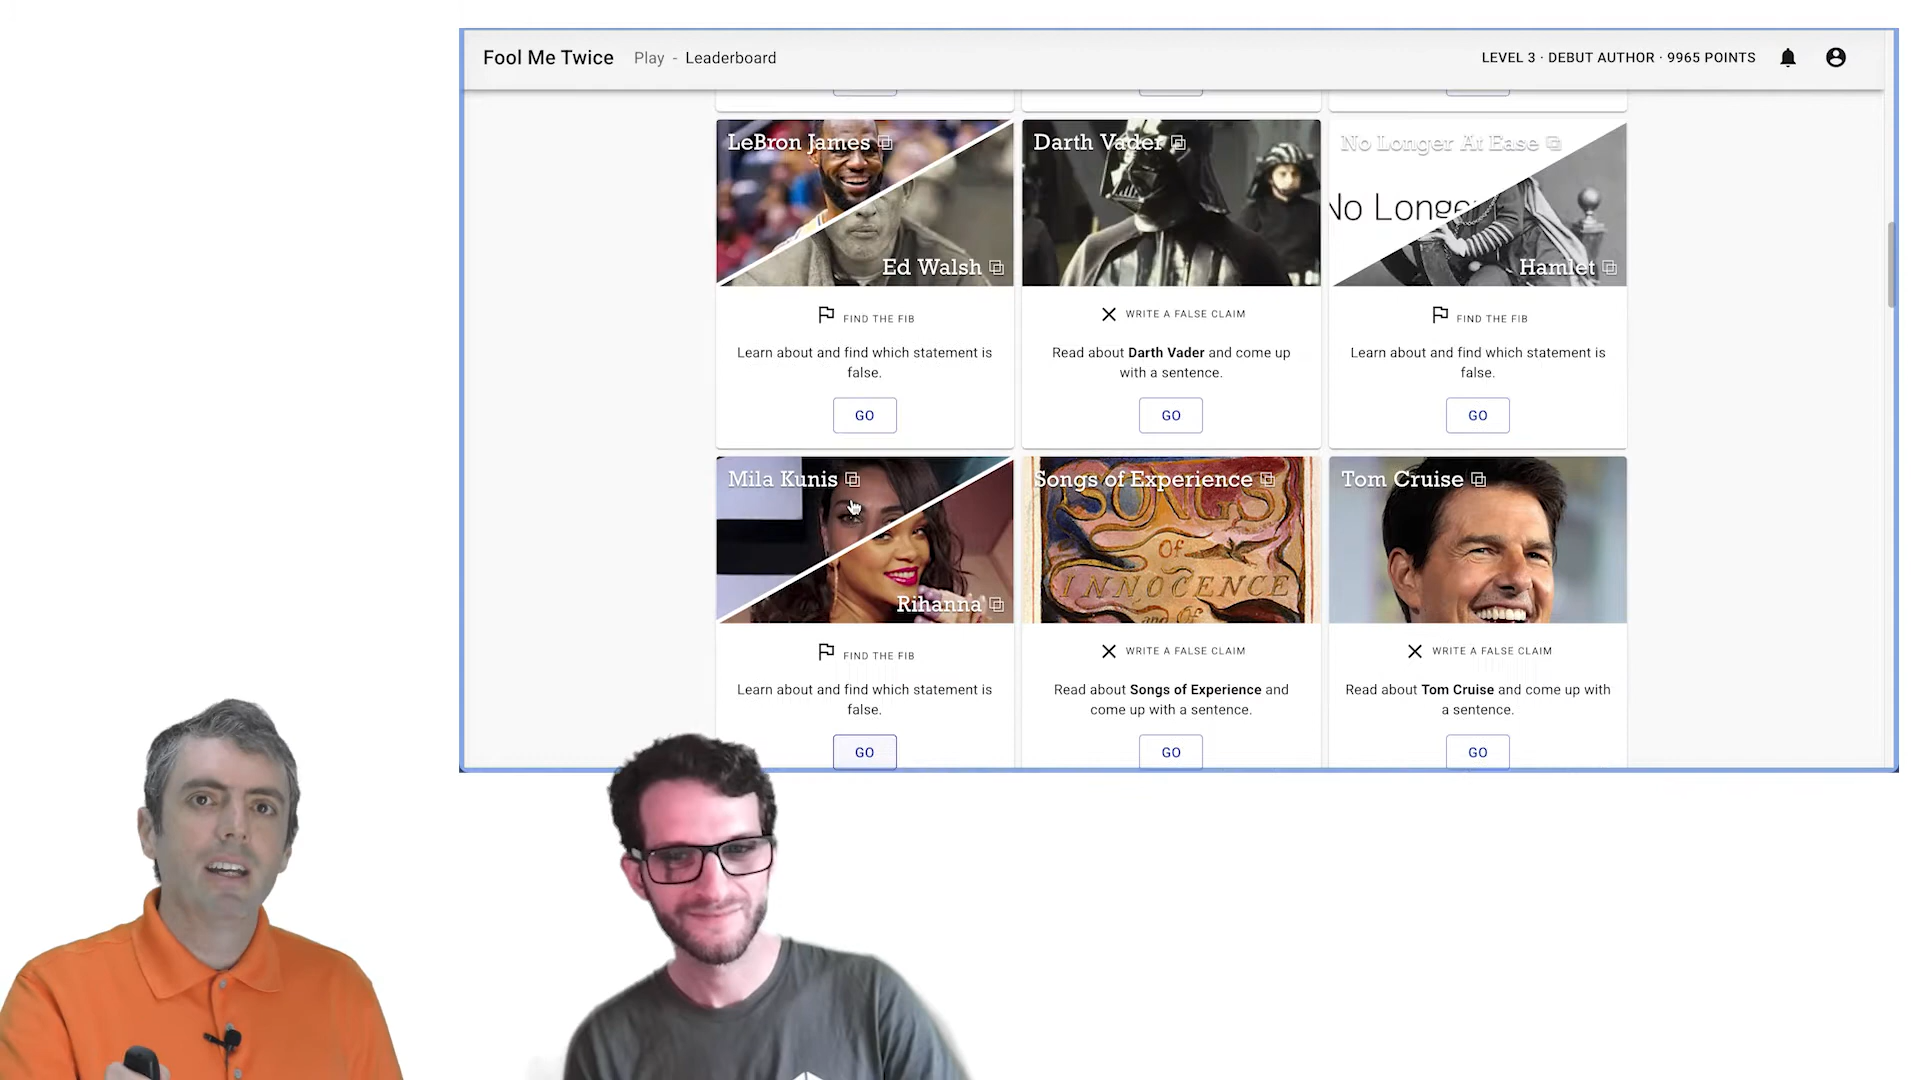 Fool Me Twice Play - Leaderboard LEVEL 3 · DEBUT AUTHOR · 9965 POINTS
LeBron James
Ed Walsh
FIND THE FIB
Learn about and find which statement is
false.
GO
Darth Vader
WRITE A FALSE CLAIM
Read about Darth Vader and come up
with a sentence.
GO
No Longer At Ease
No Longe
Hamlet
FIND THE FIB
Learn about and find which statement is
false.
GO
Mila Kunis
Rihanna
FIND THE FIB
Learn about and find which statement is
false.
GO
Songs of Experience
SONGS
Of
INNOCENCE
and Of
WRITE A FALSE CLAIM
Read about Songs of Experience and
come up with a sentence.
GO
Tom Cruise
WRITE A FALSE CLAIM
Read about Tom Cruise and come up with
a sentence.
GO